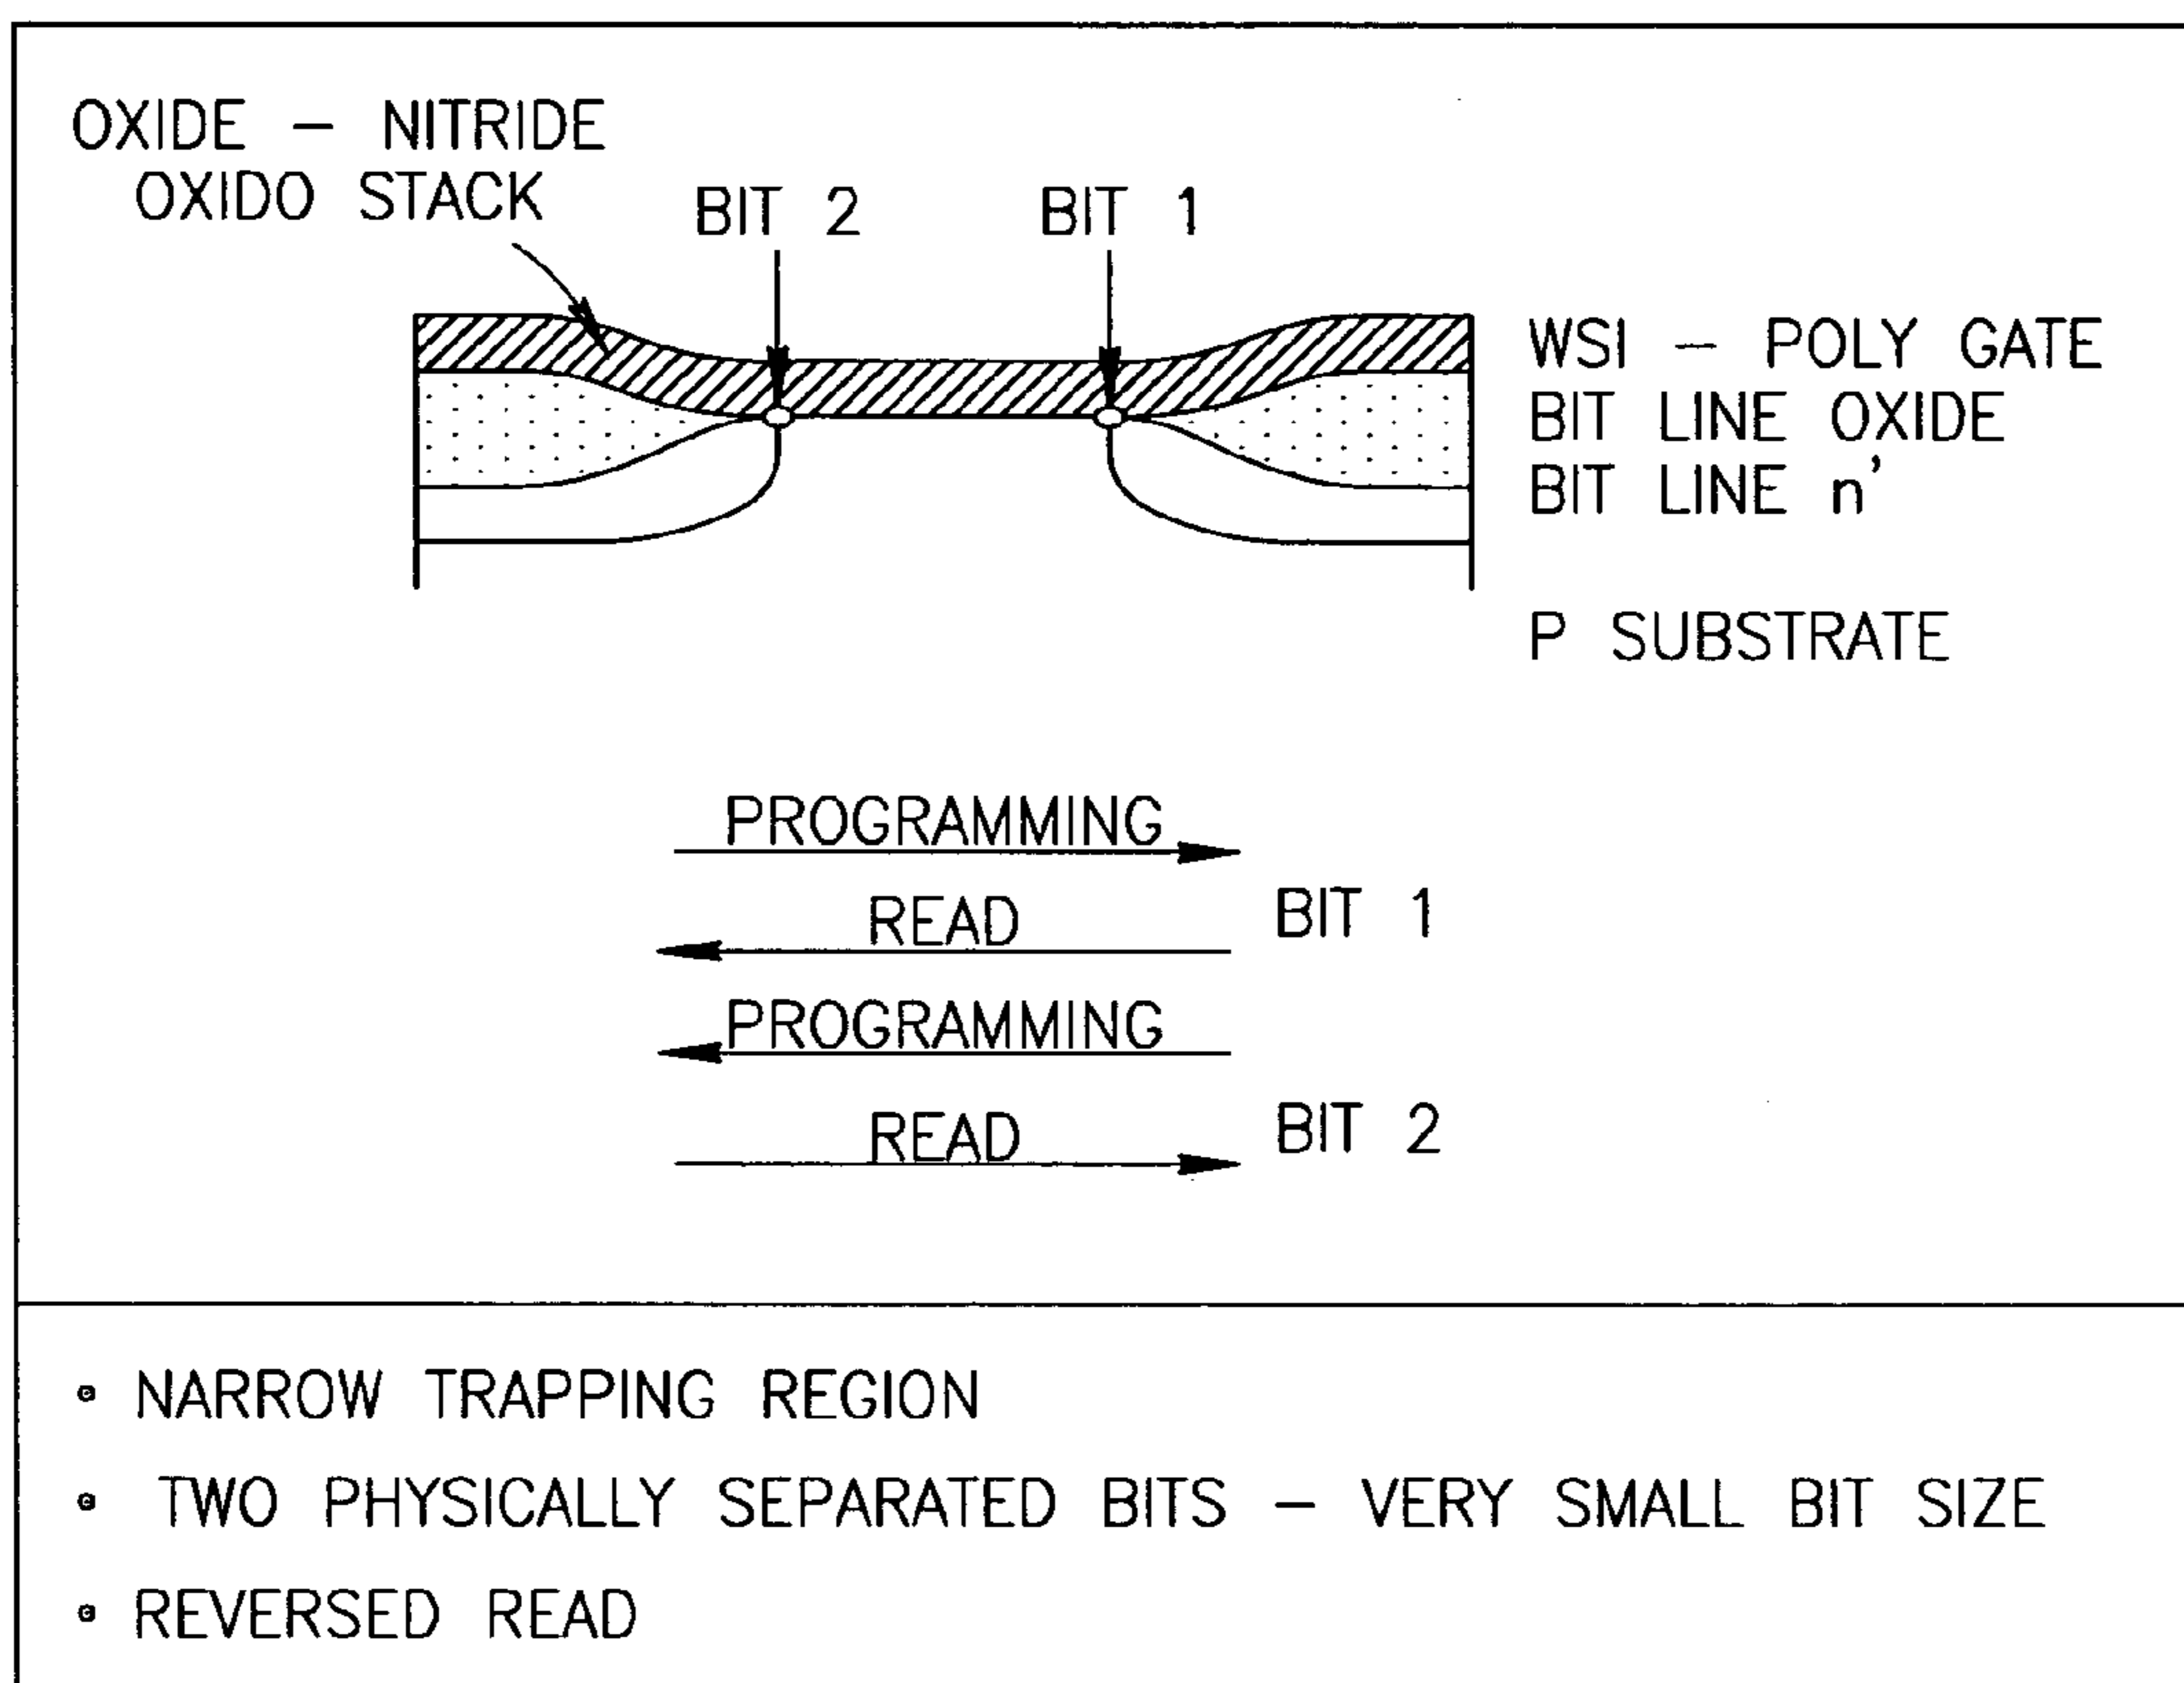 OXIDE – NITRIDE
OXIDO STACK
BIT 2
BIT 1
WSI – POLY GATE
BIT LINE OXIDE
BIT LINE n'
P SUBSTRATE
PROGRAMMING
READ
BIT 1
PROGRAMMING
READ
BIT 2
• NARROW TRAPPING REGION
• TWO PHYSICALLY SEPARATED BITS – VERY SMALL BIT SIZE
• REVERSED READ